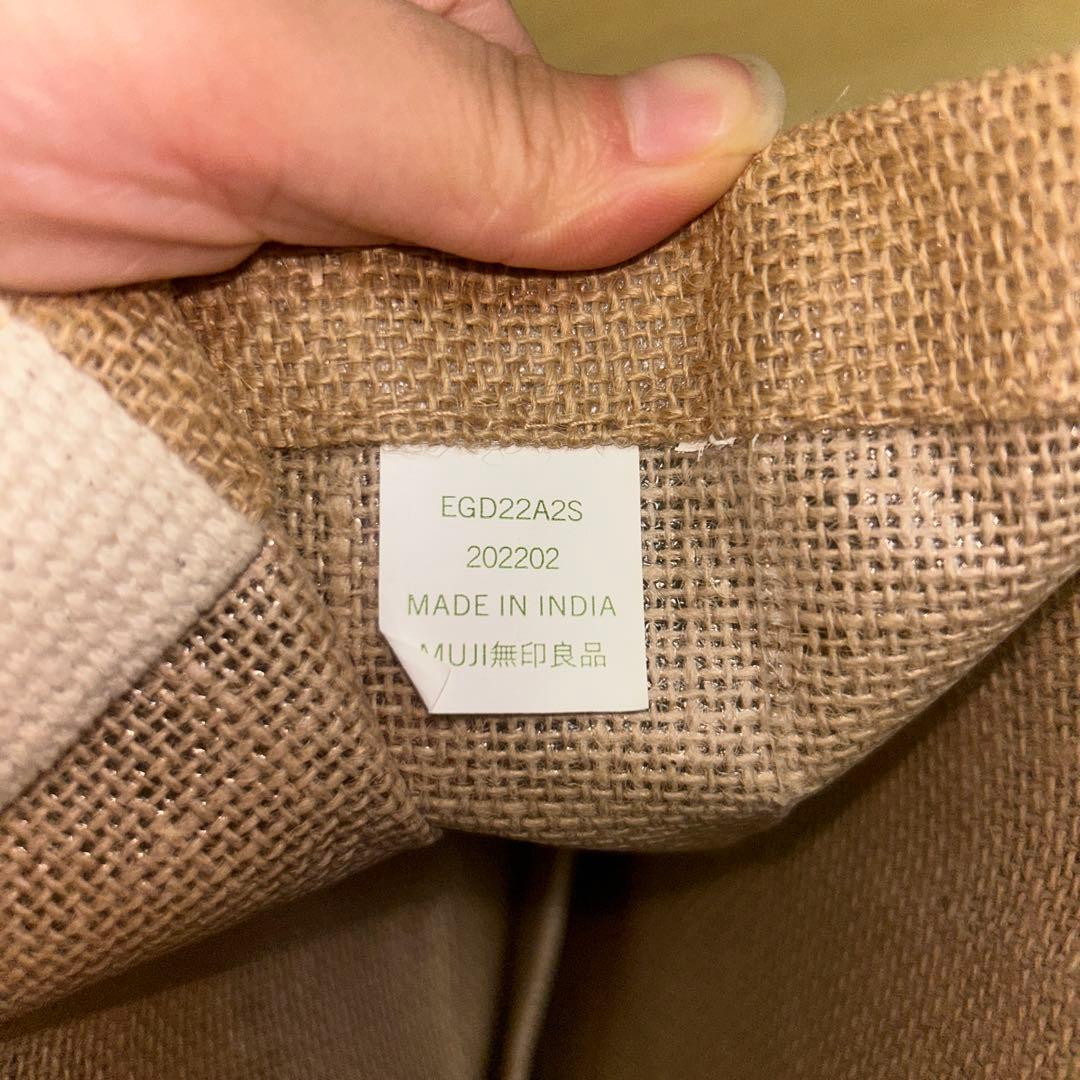 EGD22A2S
202202
MADE IN INDIA
MUJI無印良品